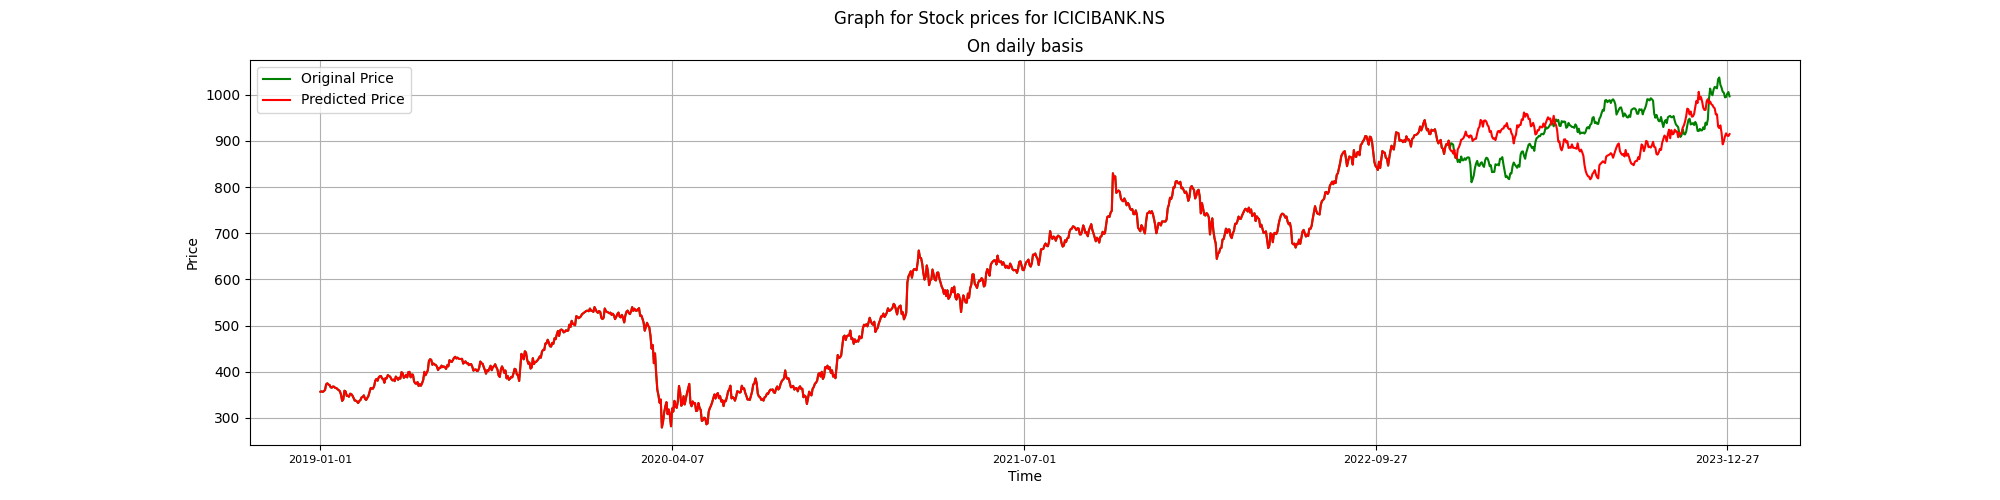 Graph for Stock prices for ICICIBANK.NS
On daily basis
Original Price
Predicted Price
1000
900
800
700
600
500
400
300
Price
2019-01-01
2020-04-07
2021-07-01
2022-09-27
2023-12-27
Time